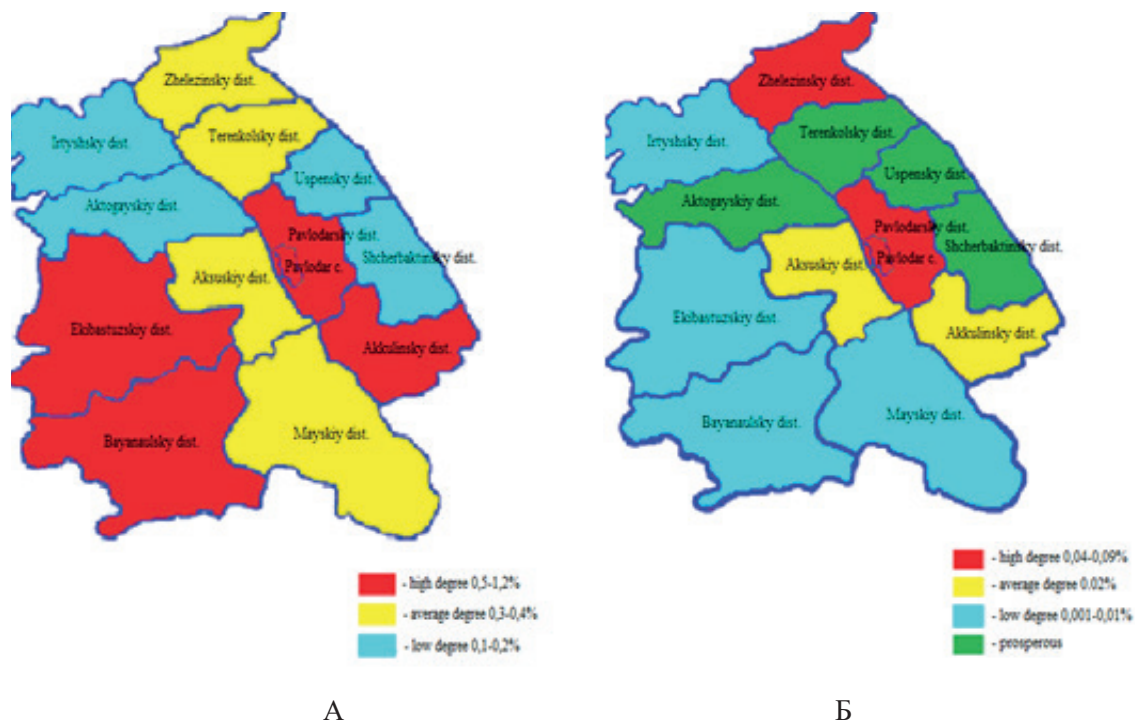 Zhelezinsky dist.
Terenkolsky dist.
Irtyshsky dist.
Uspensky dist.
Aktogayskiy dist.
Pavlodarsky dist.
Shcherbaktinsky dist.
Pavlodar c.
Aksuskiy dist.
Ekibastuzskiy dist.
Akkulinsky dist.
Bayanaulsky dist.
Mayskiy dist.
- high degree 0,5-1,2%
- average degree 0,3-0,4%
- low degree 0,1-0,2%
А
Zhelezinsky dist.
Terenkolsky dist.
Irtyshsky dist.
Uspensky dist.
Aktogayskiy dist.
Pavlodarsky dist.
Shcherbaktinsky dist.
Pavlodar c.
Aksuskiy dist.
Ekibastuzskiy dist.
Akkulinsky dist.
Bayanaulsky dist.
Mayskiy dist.
- high degree 0,04-0,09%
- average degree 0.02%
- low degree 0,001-0,01%
- prosperous
Б